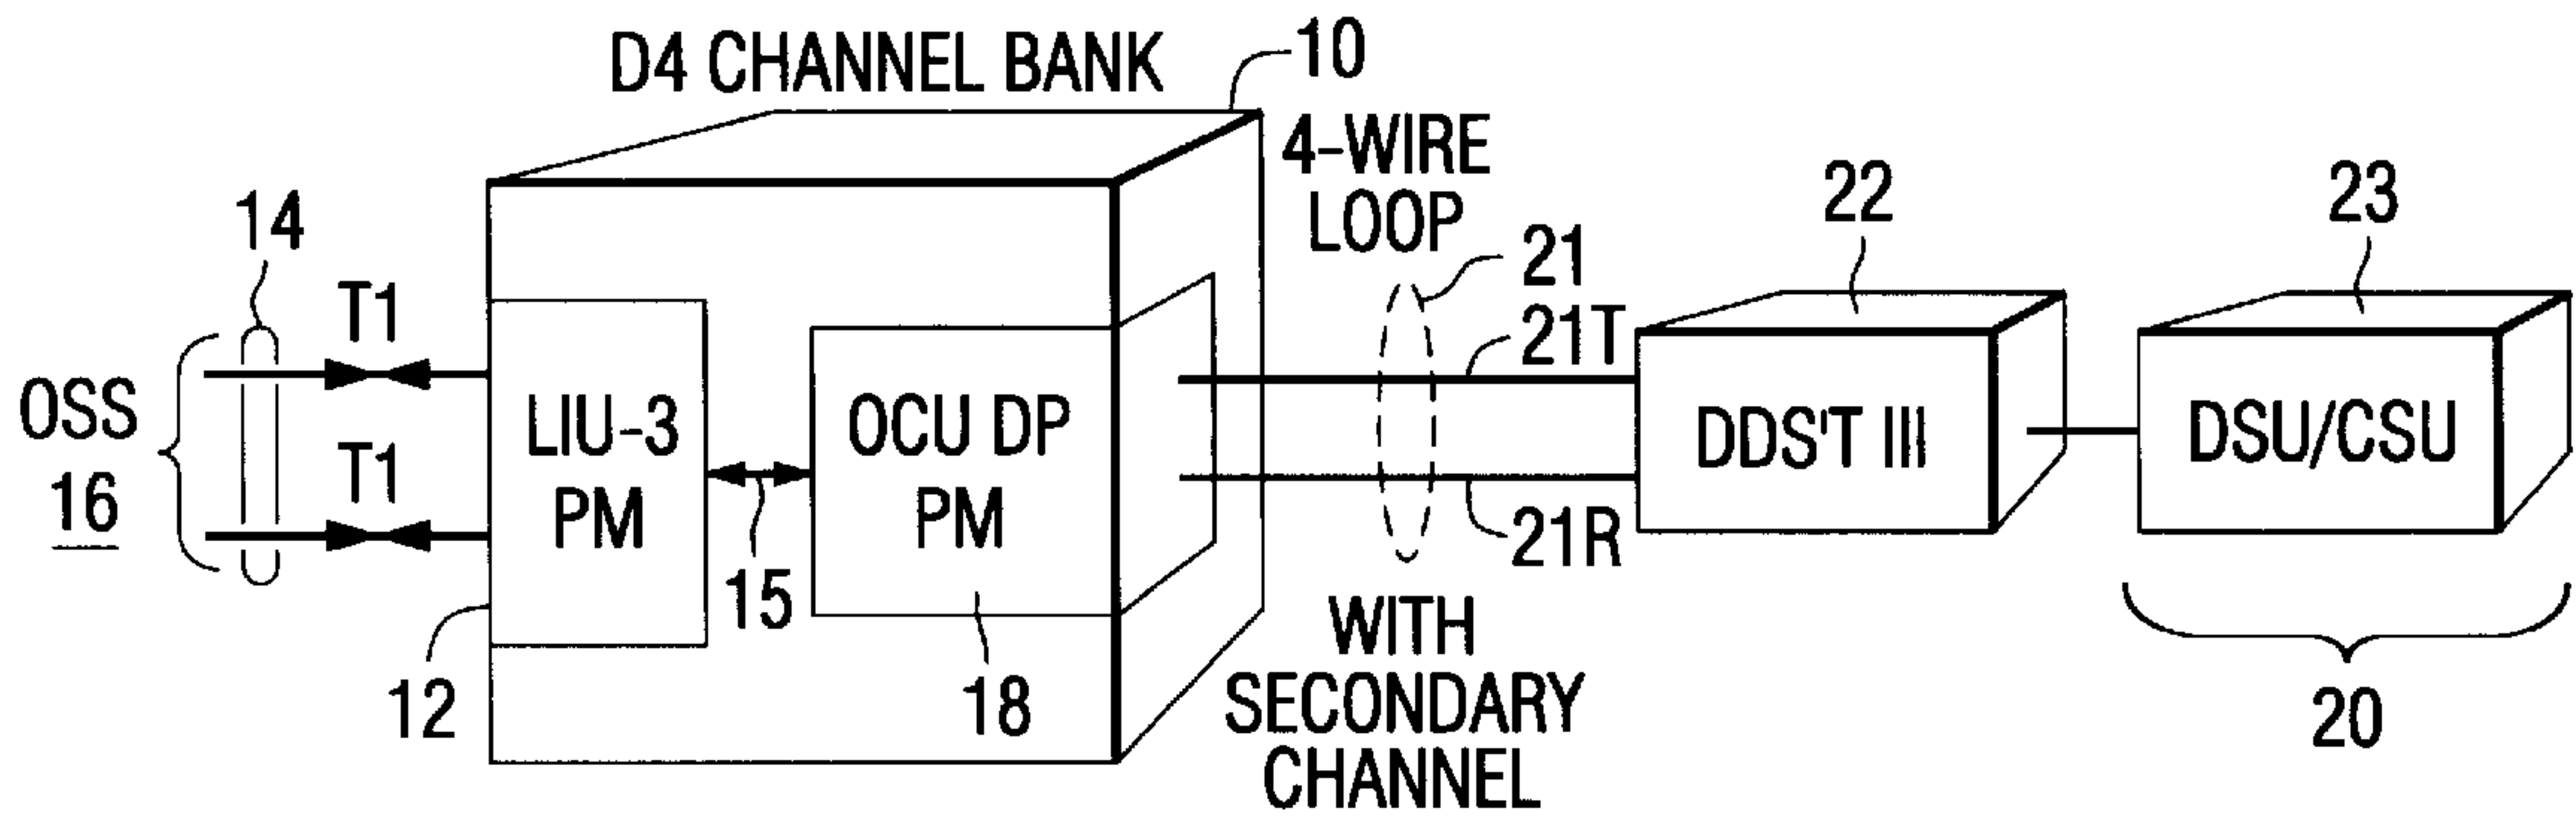 D4 CHANNEL BANK
10
4-WIRE
LOOP
14
T1
OSS
16
T1
LIU-3
PM
12
15
OCU DP
PM
18
21
21T
21R
WITH
SECONDARY
CHANNEL
22
DDS'T III
23
DSU/CSU
20